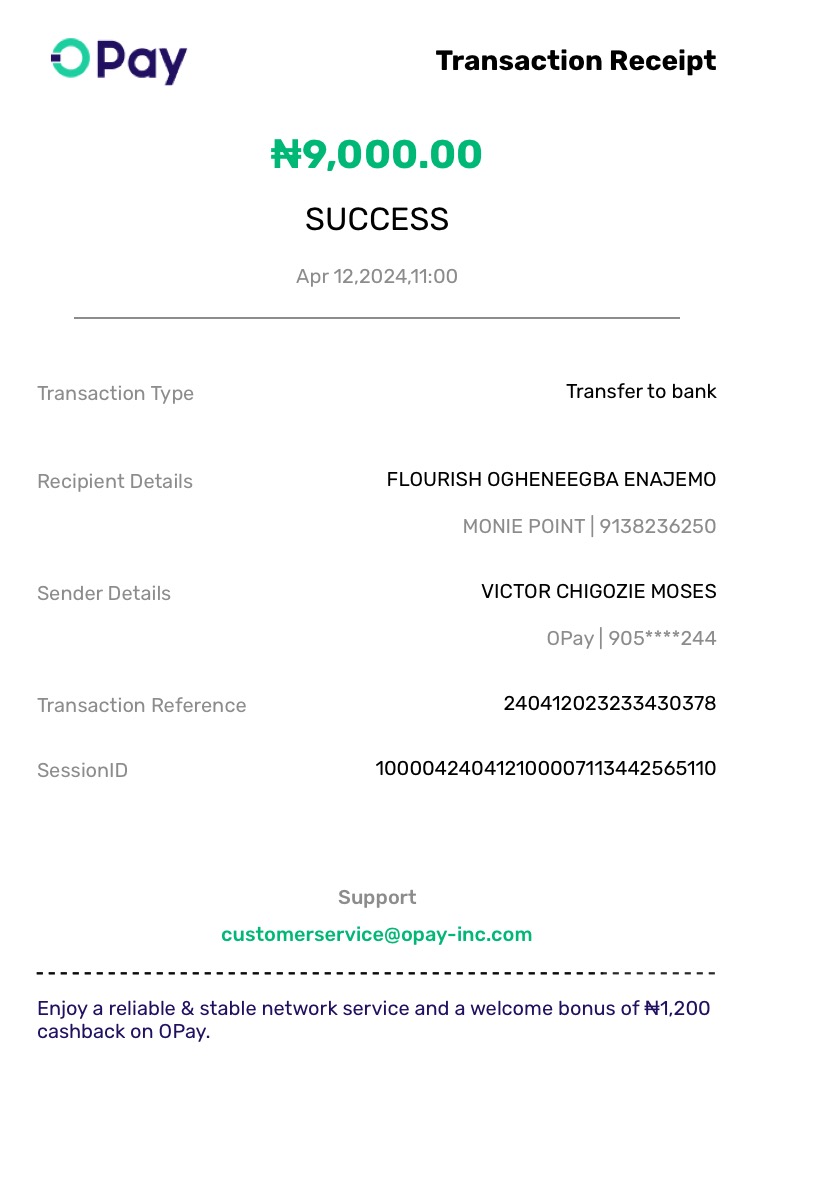 OPay
Transaction Receipt
₦9,000.00
SUCCESS
Apr 12,2024,11:00
Transaction Type
Transfer to bank
Recipient Details
FLOURISH OGHENEEGBA ENAJEMO
MONIE POINT | 9138236250
Sender Details
VICTOR CHIGOZIE MOSES
OPay | 905****244
Transaction Reference
240412023233430378
SessionID
100004240412100007113442565110
Support
customerservice@opay-inc.com
Enjoy a reliable & stable network service and a welcome bonus of ₦1,200
cashback on OPay.